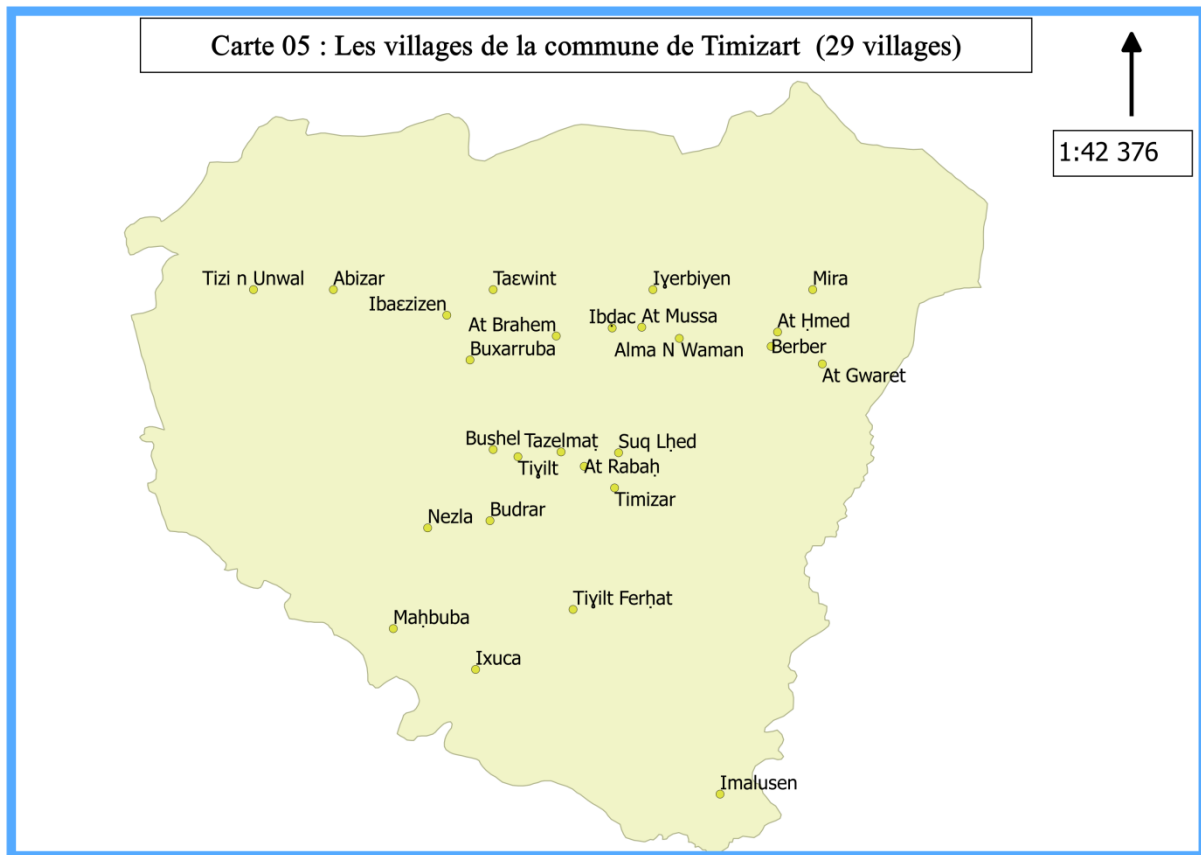 Carte 05 : Les villages de la commune de Timizart (29 villages)
1:42 376
Tizi n Unwal
Abizar
Taɛwint
Iɣerbiyen
Mira
Ibaɛzizen
At Brahem
Ibdac
At Mussa
At Ḥmed
Buxarruba
Alma N Waman
Berber
At Gwaret
Bushel
Tazelmaṭ
Suq Lḥed
Tiɣilt
At Rabaḥ
Timizar
Nezla
Budrar
Tiɣilt Ferḥat
Maḥbuba
Ixuca
Imalusen